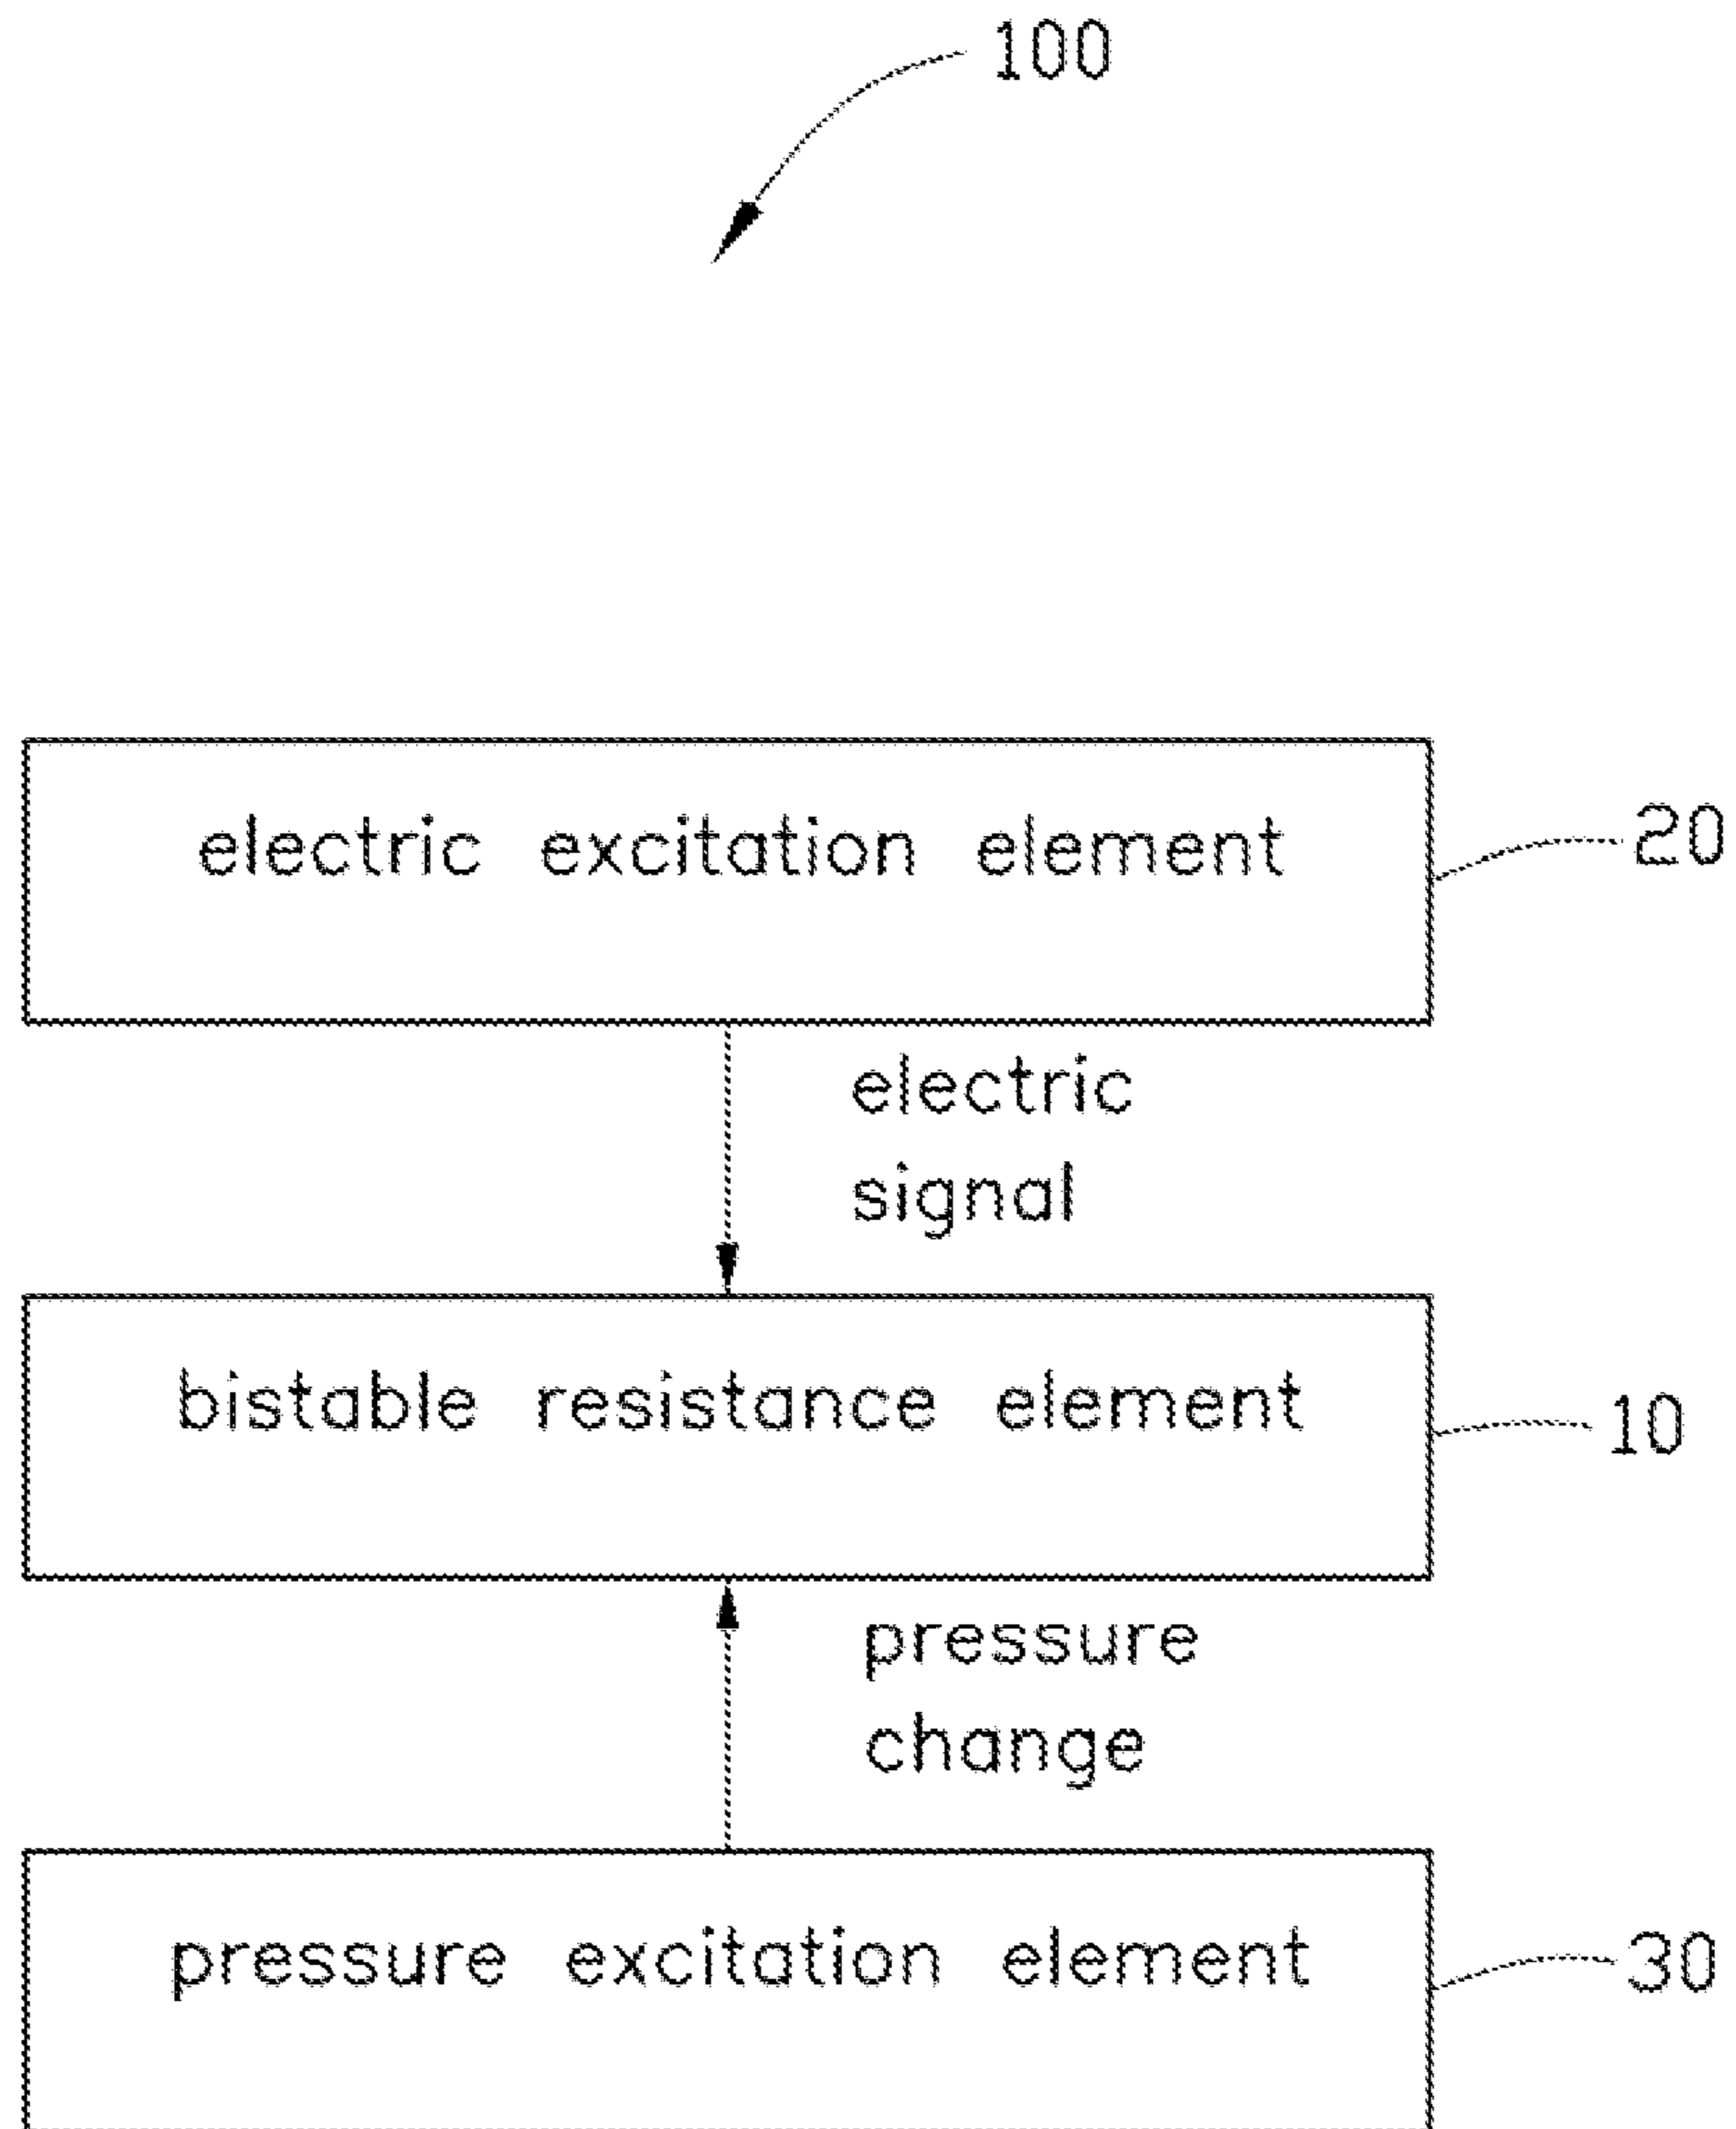 100
electric excitation element
20
electric
signal
bistable resistance element
10
pressure
change
pressure excitation element
30